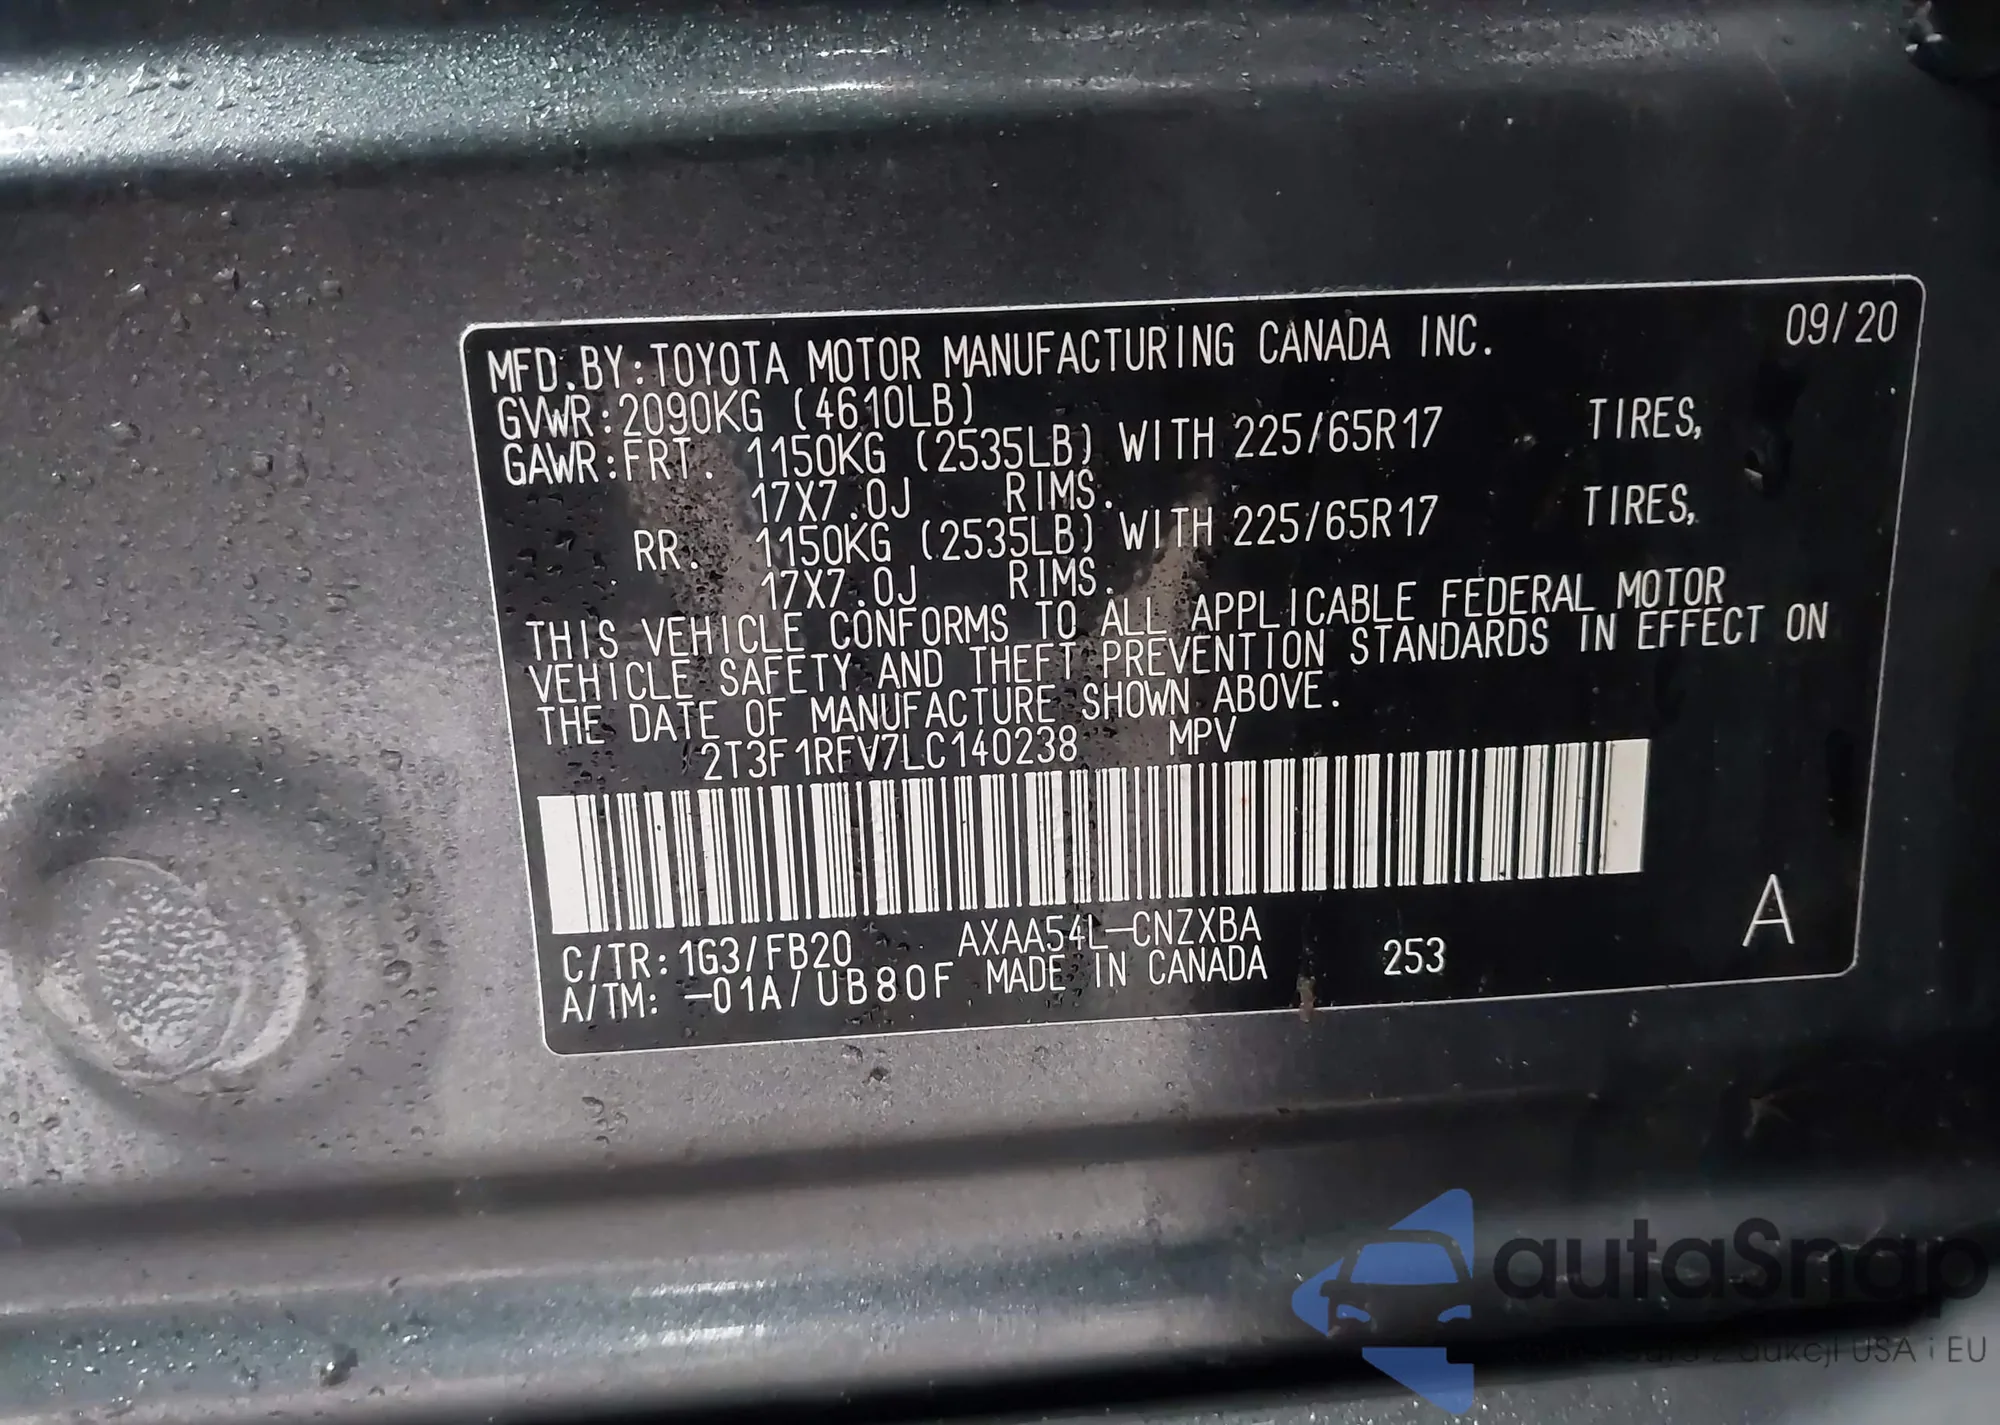 MFD.BY:TOYOTA MOTOR MANUFACTURING CANADA INC. 09/20
GVWR:2090KG (4610LB)
GAWR:FRT. 1150KG (2535LB) WITH 225/65R17 TIRES,
17X7.0J RIMS.
RR. 1150KG (2535LB) WITH 225/65R17 TIRES,
17X7.0J RIMS.
THIS VEHICLE CONFORMS TO ALL APPLICABLE FEDERAL MOTOR
VEHICLE SAFETY AND THEFT PREVENTION STANDARDS IN EFFECT ON
THE DATE OF MANUFACTURE SHOWN ABOVE.
2T3F1RFV7LC140238 MPV
C/TR:1G3/FB20 AXAA54L-CNZXBA
A/TM: -01A/UB80F MADE IN CANADA 253 A
autaSnap
aukcji USA i EU